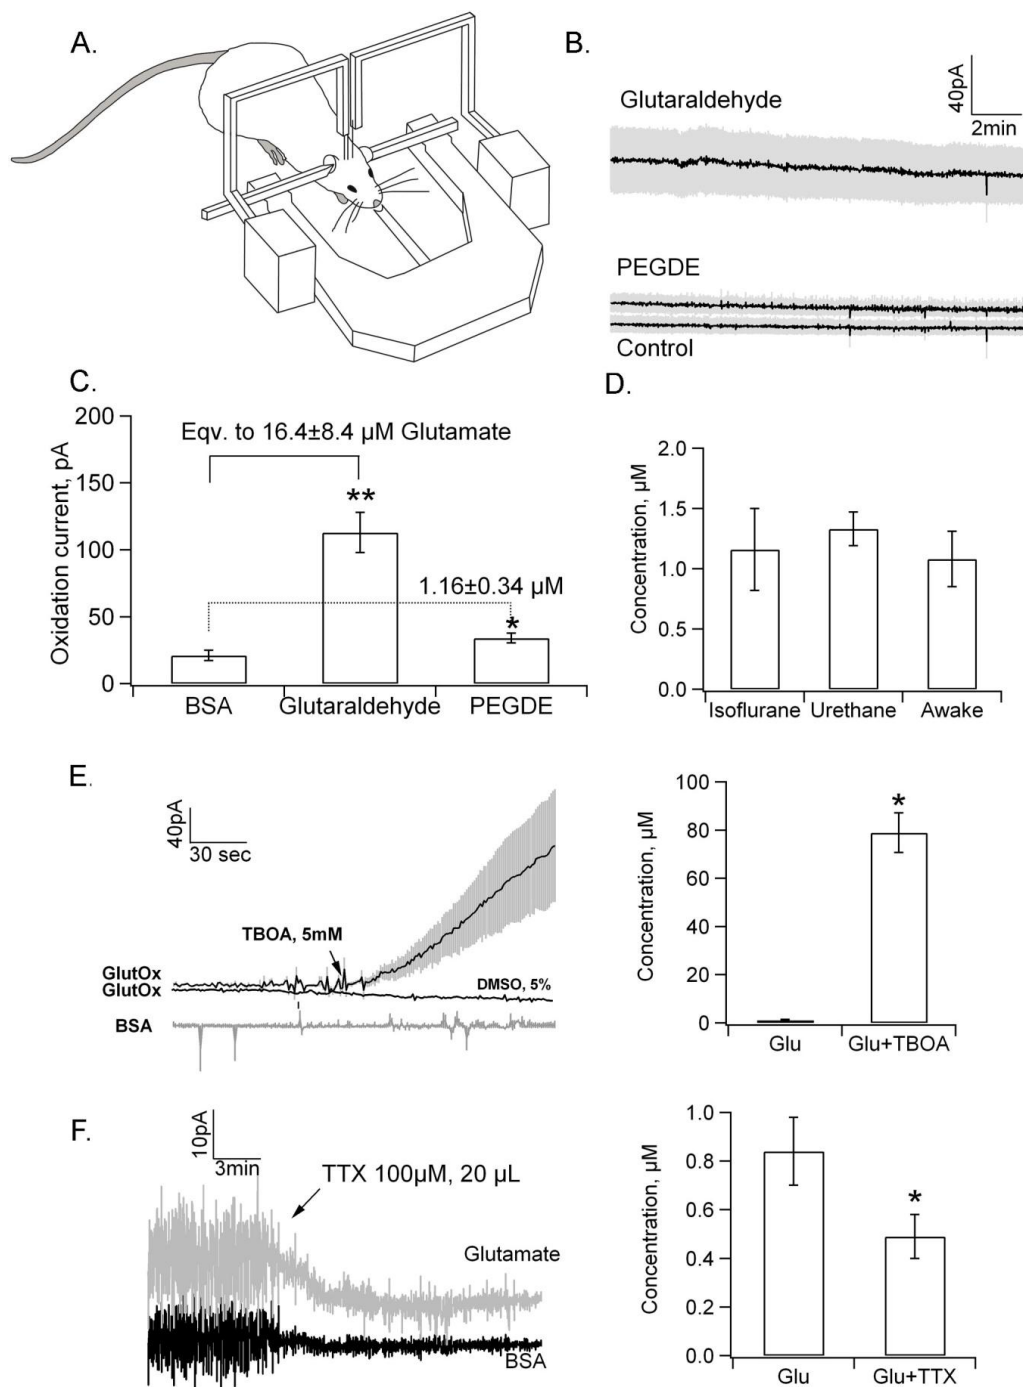 A.
B.
40pA
2min
Glutaraldehyde
PEGDE
Control
C.
Oxidation current, pA
200
150
100
50
0
Eqv. to 16.4±8.4 µM Glutamate
**
1.16±0.34 µM
*
BSA
Glutaraldehyde
PEGDE
D.
Concentration, µM
2.0
1.5
1.0
0.5
0.0
Isoflurane
Urethane
Awake
E.
40pA
30 sec
TBOA, 5mM
GlutOx
GlutOx
DMSO, 5%
BSA
Concentration, µM
100
80
60
40
20
0
*
Glu
Glu+TBOA
F.
10pA
3min
TTX 100µM, 20 µL
Glutamate
BSA
Concentration, µM
1.0
0.8
0.6
0.4
0.2
0.0
*
Glu
Glu+TTX